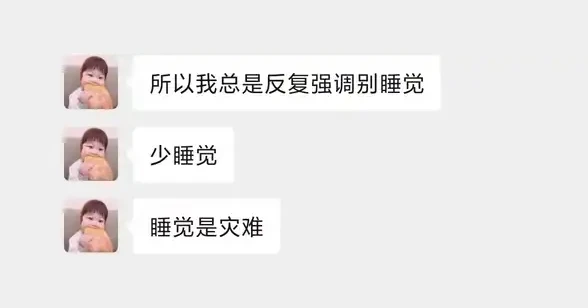 所以我总是反复强调别睡觉
少睡觉
睡觉是灾难